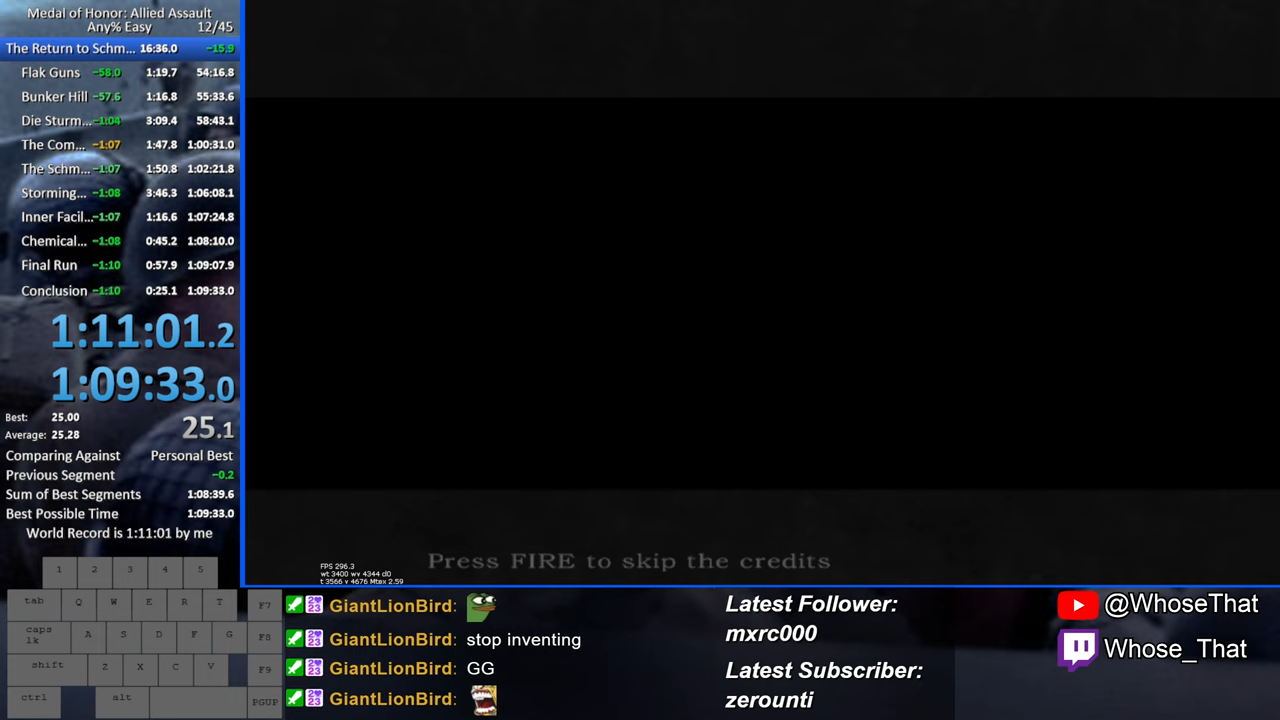 Medal of Honor: Allied Assault
Any% Easy 12/45
The Return to Schm... 16:36.0 −15.9
Flak Guns −58.0 1:19.7 54:16.8
Bunker Hill −57.6 1:16.8 55:33.6
Die Sturm... −1:04 3:09.4 58:43.1
The Com... −1:07 1:47.8 1:00:31.0
The Schm... −1:07 1:50.8 1:02:21.8
Storming... −1:08 3:46.3 1:06:08.1
Inner Facil... −1:07 1:16.6 1:07:24.8
Chemical... −1:08 0:45.2 1:08:10.0
Final Run −1:10 0:57.9 1:09:07.9
Conclusion −1:10 0:25.1 1:09:33.0
1:11:01.2
1:09:33.0
Best: 25.00
Average: 25.28
25.1
Comparing Against Personal Best
Previous Segment −0.2
Sum of Best Segments 1:08:39.6
Best Possible Time 1:09:33.0
World Record is 1:11:01 by me
1 2 3 4 5
tab Q W E R T F7
caps lk A S D F G F8
shift Z X C V F9
ctrl alt PGUP
Press FIRE to skip the credits
FPS 296.3
wt 3400 wv 4344 d0
t 3566 v 4676 Mtex 2.59
GiantLionBird:
GiantLionBird: stop inventing
GiantLionBird: GG
GiantLionBird:
Latest Follower:
mxrc000
Latest Subscriber:
zerounti
@WhoseThat
Whose_That